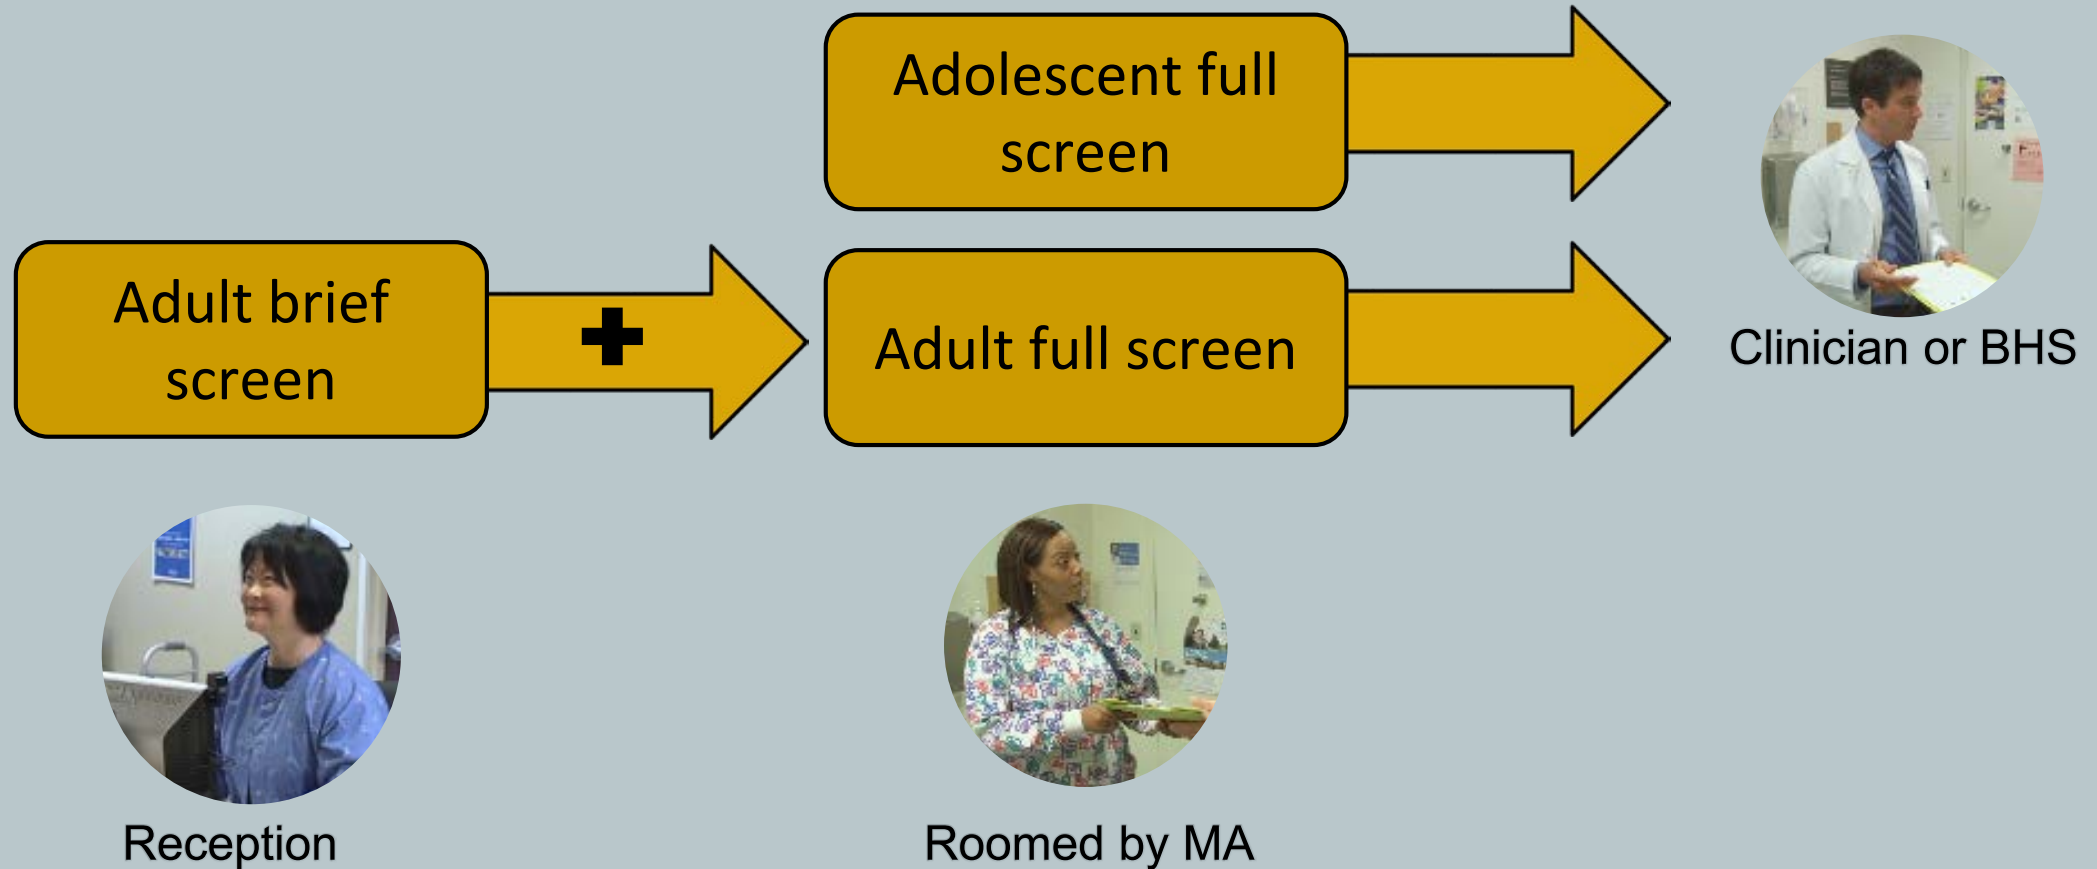 Adolescent full
screen
Adult brief
screen
Adult full screen
Clinician or BHS
Reception
Roomed by MA